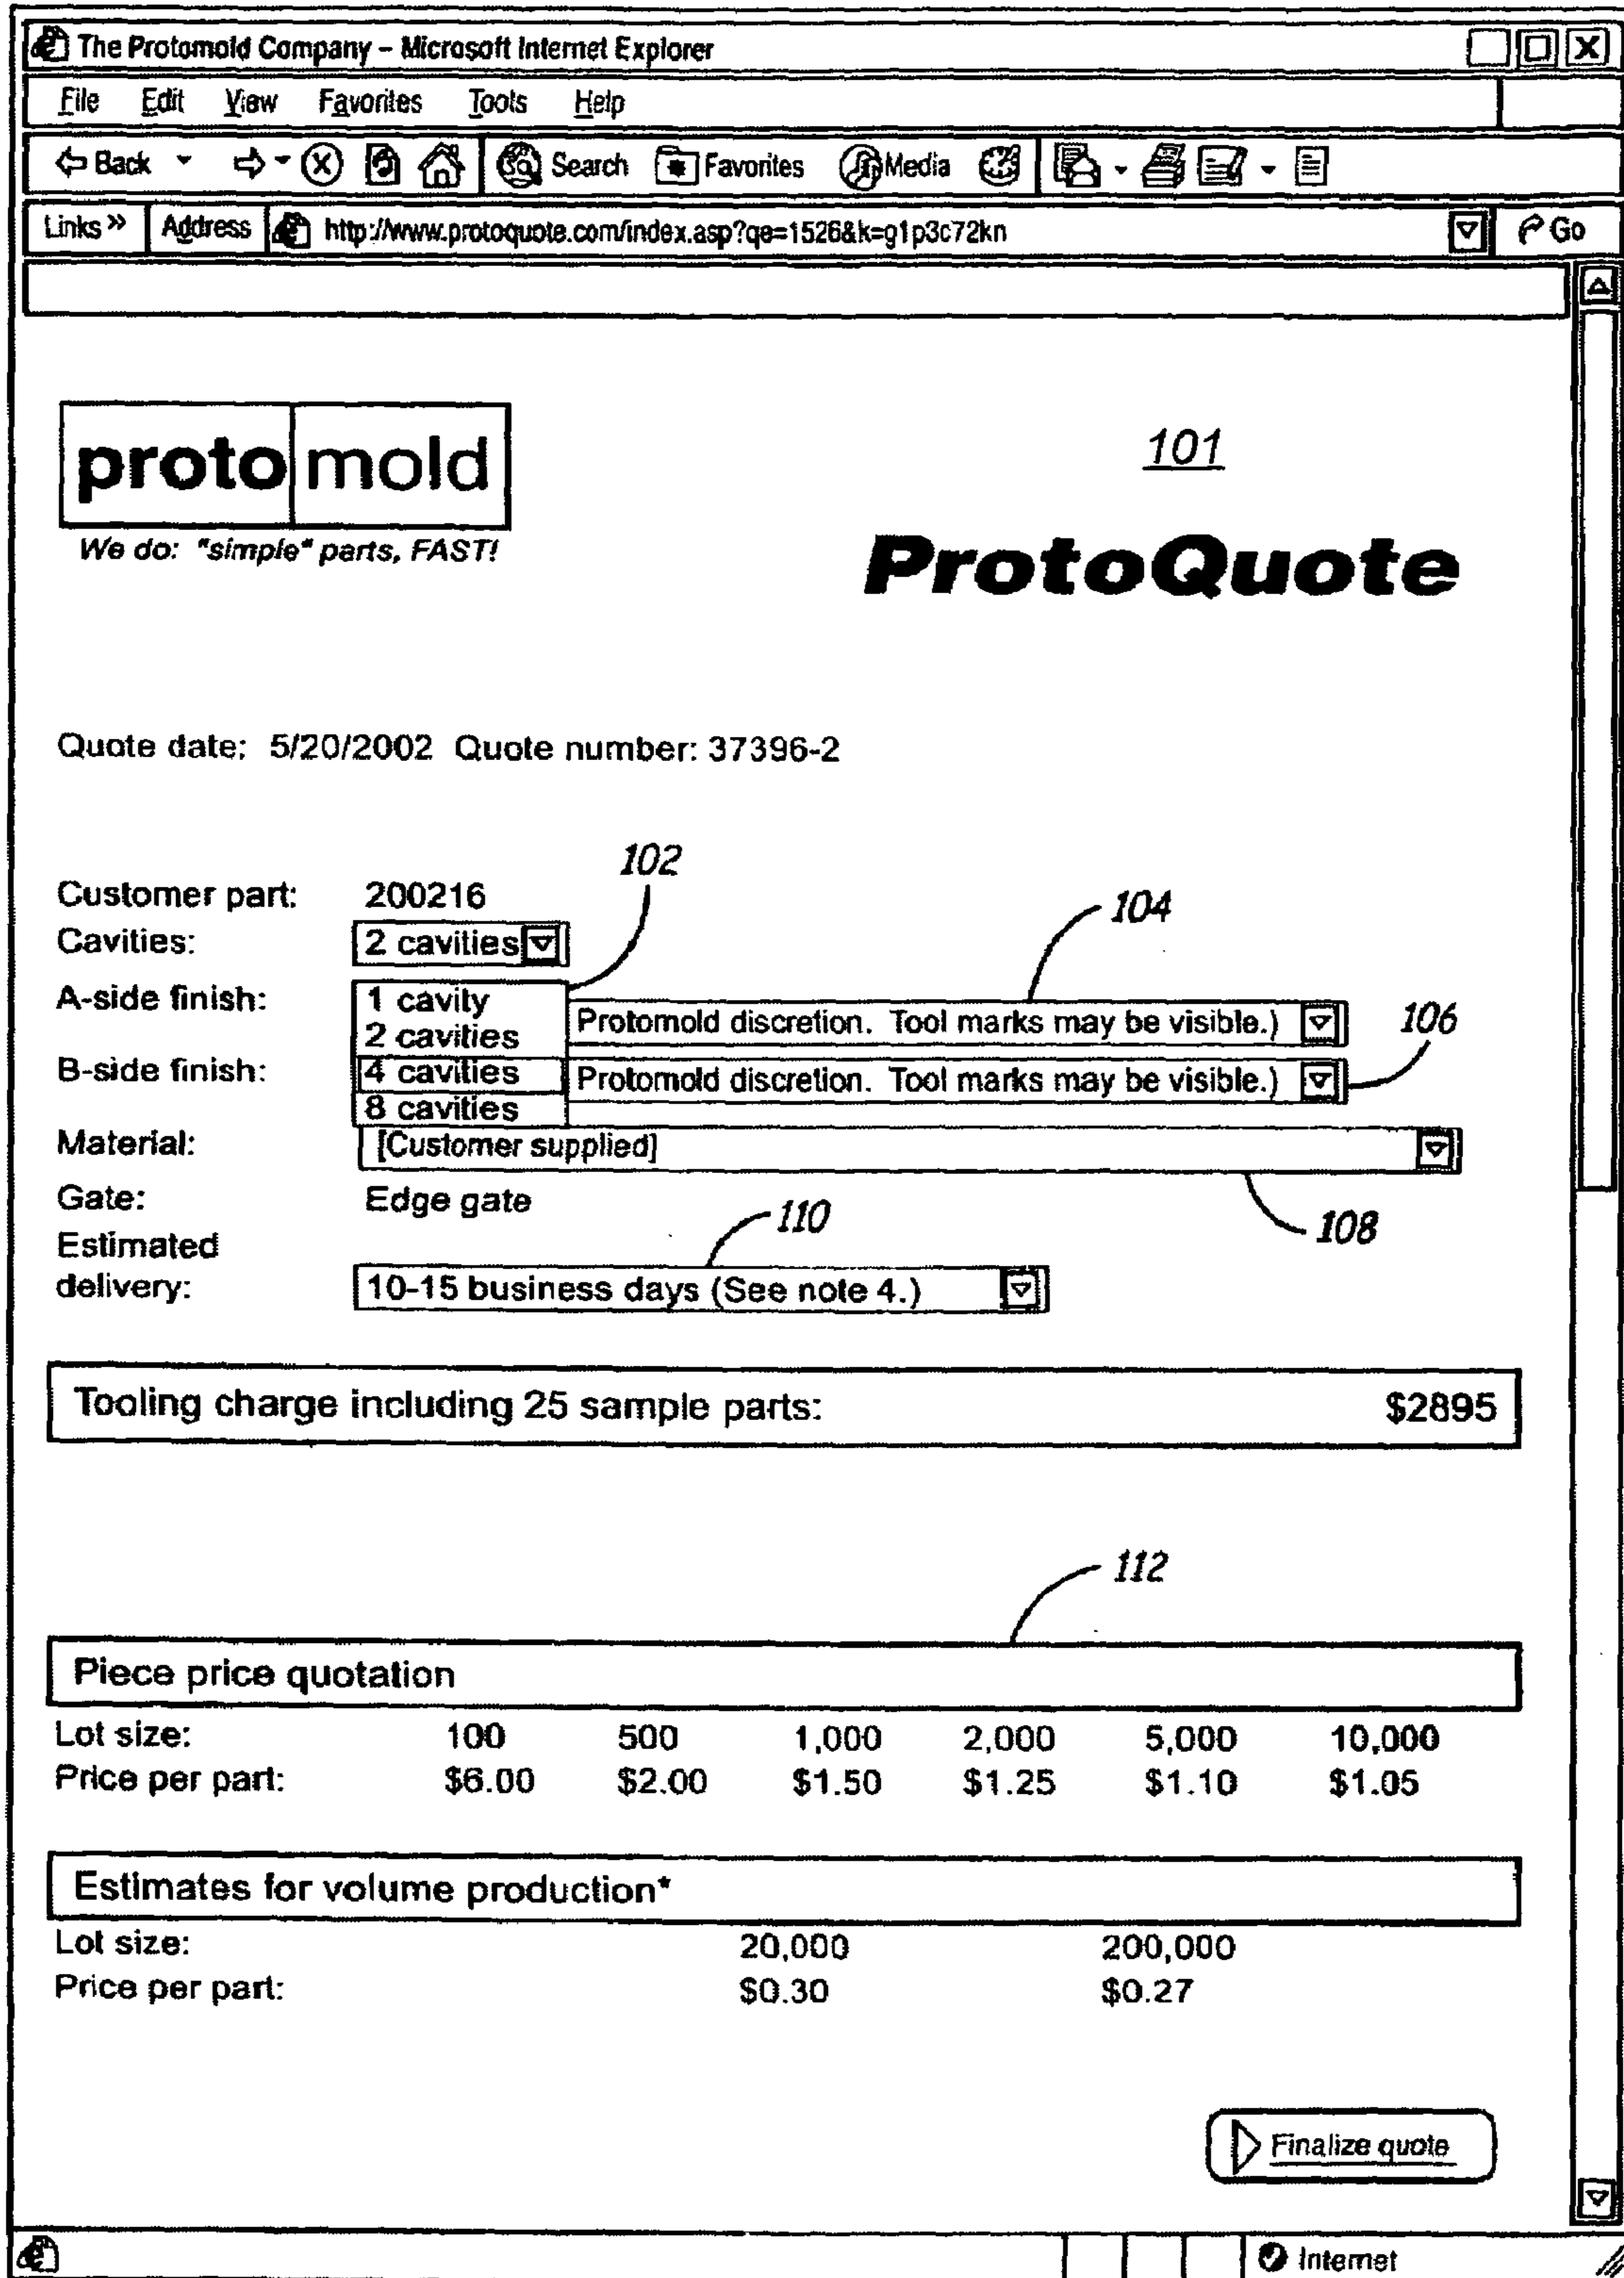 The Protomold Company – Microsoft Internet Explorer
File Edit View Favorites Tools Help
Back Search Favorites Media
Links » Address http://www.protoquote.com/index.asp?qe=1526&k=g1p3c72kn Go
proto mold
101
We do: "simple" parts, FAST!
ProtoQuote
Quote date: 5/20/2002 Quote number: 37396-2
102
Customer part: 200216
104
Cavities: 2 cavities
A-side finish: 1 cavity
2 cavities Protomold discretion. Tool marks may be visible.) 106
B-side finish: 4 cavities Protomold discretion. Tool marks may be visible.)
8 cavities
Material: [Customer supplied]
Gate: Edge gate
110
108
Estimated
delivery: 10-15 business days (See note 4.)
Tooling charge including 25 sample parts: $2895
112
Piece price quotation
Lot size: 100 500 1,000 2,000 5,000 10,000
Price per part: $6.00 $2.00 $1.50 $1.25 $1.10 $1.05
Estimates for volume production*
Lot size: 20,000 200,000
Price per part: $0.30 $0.27
Finalize quote
Internet